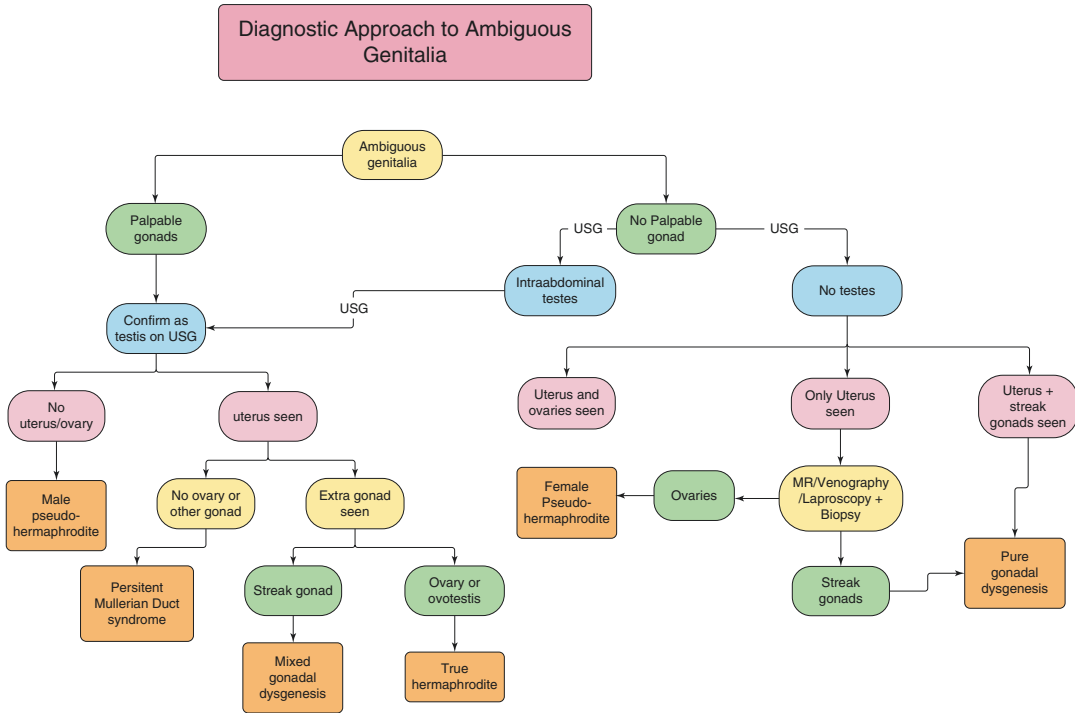 Diagnostic Approach to Ambiguous
Genitalia
Ambiguous
genitalia
Palpable
gonads
USG
No Palpable
gonad
USG
Intraabdominal
testes
No testes
USG
Confirm as
testis on USG
No
uterus/ovary
uterus seen
Uterus and
ovaries seen
Only Uterus
seen
Uterus +
streak
gonads seen
Male
pseudo-
hermaphrodite
No ovary or
other gonad
Extra gonad
seen
Female
Pseudo-
hermaphrodite
Ovaries
MR/Venography
/Laproscopy +
Biopsy
Persitent
Mullerian Duct
syndrome
Streak gonad
Ovary or
ovotestis
Streak
gonads
Pure
gonadal
dysgenesis
Mixed
gonadal
dysgenesis
True
hermaphrodite